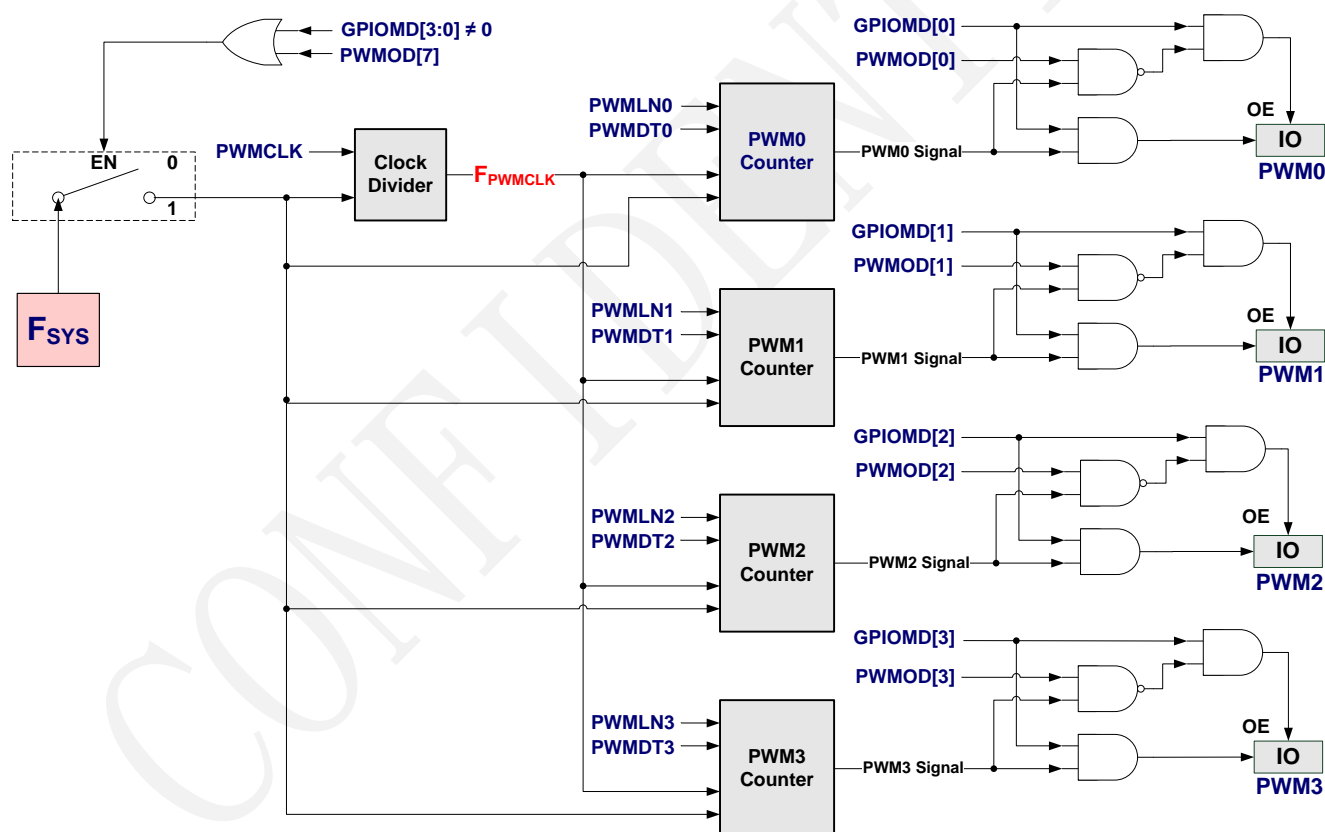 GPIOMD[3:0] ≠ 0
PWMOD[7]
EN 0
1
FSYS
PWMCLK
Clock
Divider
FPWMCLK
PWMLN0
PWMDT0
PWM0
Counter
PWM0 Signal
GPIOMD[0]
PWMOD[0]
OE
IO
PWM0
PWMLN1
PWMDT1
PWM1
Counter
PWM1 Signal
GPIOMD[1]
PWMOD[1]
OE
IO
PWM1
PWMLN2
PWMDT2
PWM2
Counter
PWM2 Signal
GPIOMD[2]
PWMOD[2]
OE
IO
PWM2
PWMLN3
PWMDT3
PWM3
Counter
PWM3 Signal
GPIOMD[3]
PWMOD[3]
OE
IO
PWM3